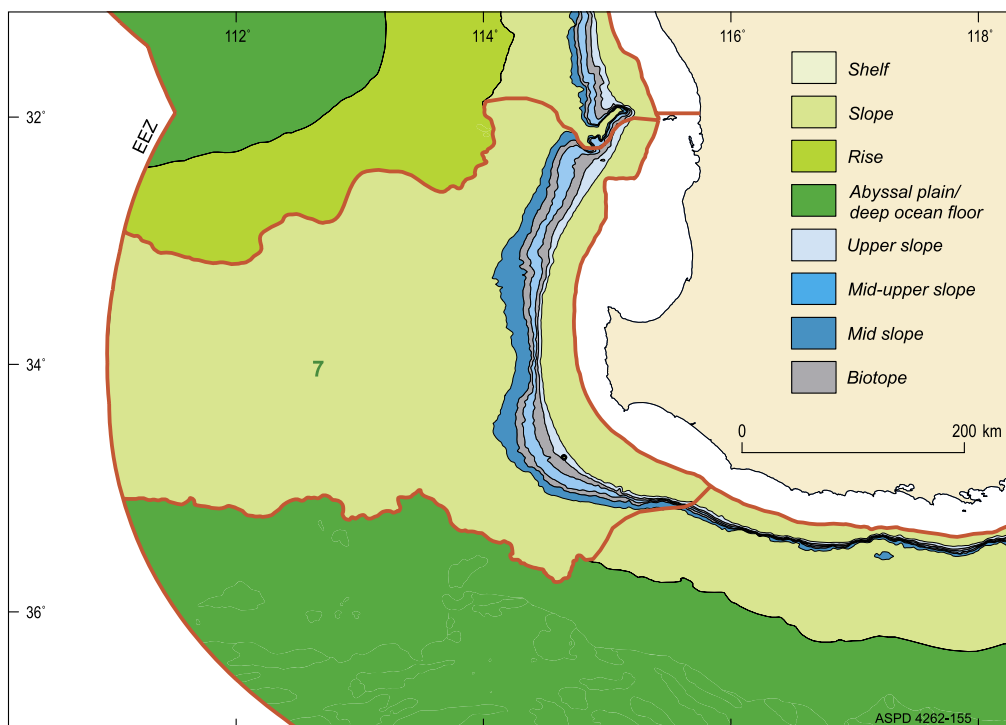 112˚
114˚
116˚
118˚
32˚
34˚
36˚
EEZ
7
Shelf
Slope
Rise
Abyssal plain/
deep ocean floor
Upper slope
Mid-upper slope
Mid slope
Biotope
0
200 km
ASPD 4262-155